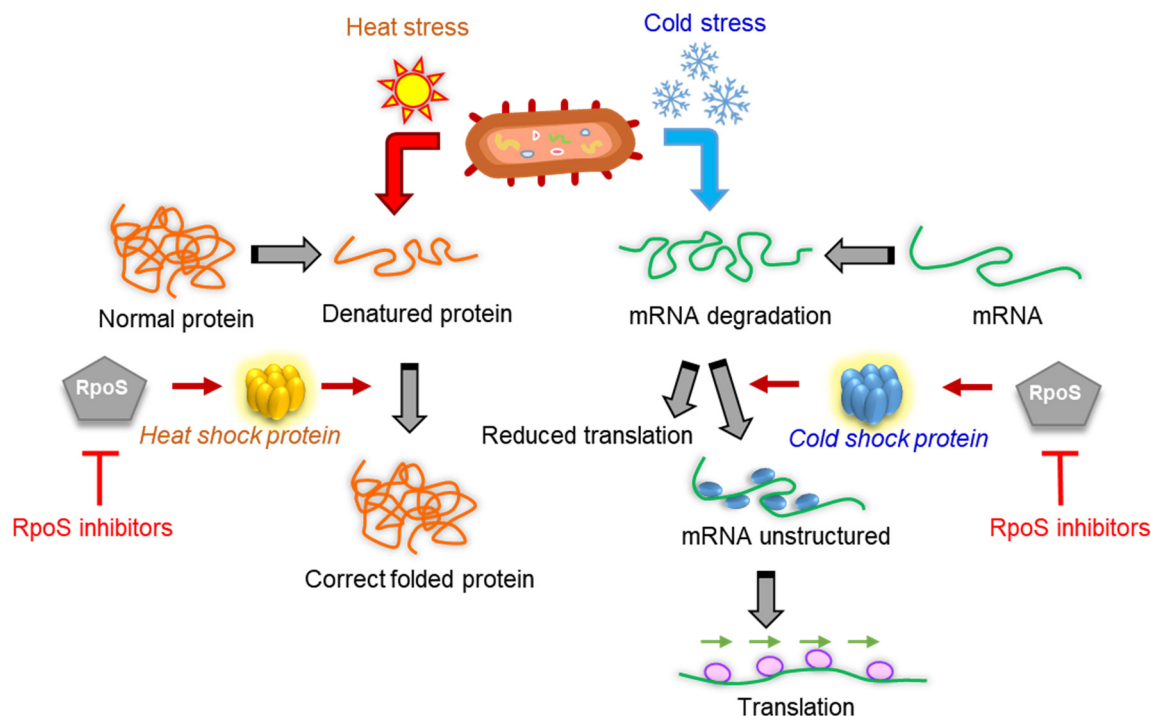 Heat stress
Cold stress
Normal protein
Denatured protein
mRNA degradation
mRNA
RpoS
Heat shock protein
Reduced translation
Cold shock protein
RpoS
RpoS inhibitors
Correct folded protein
mRNA unstructured
RpoS inhibitors
Translation